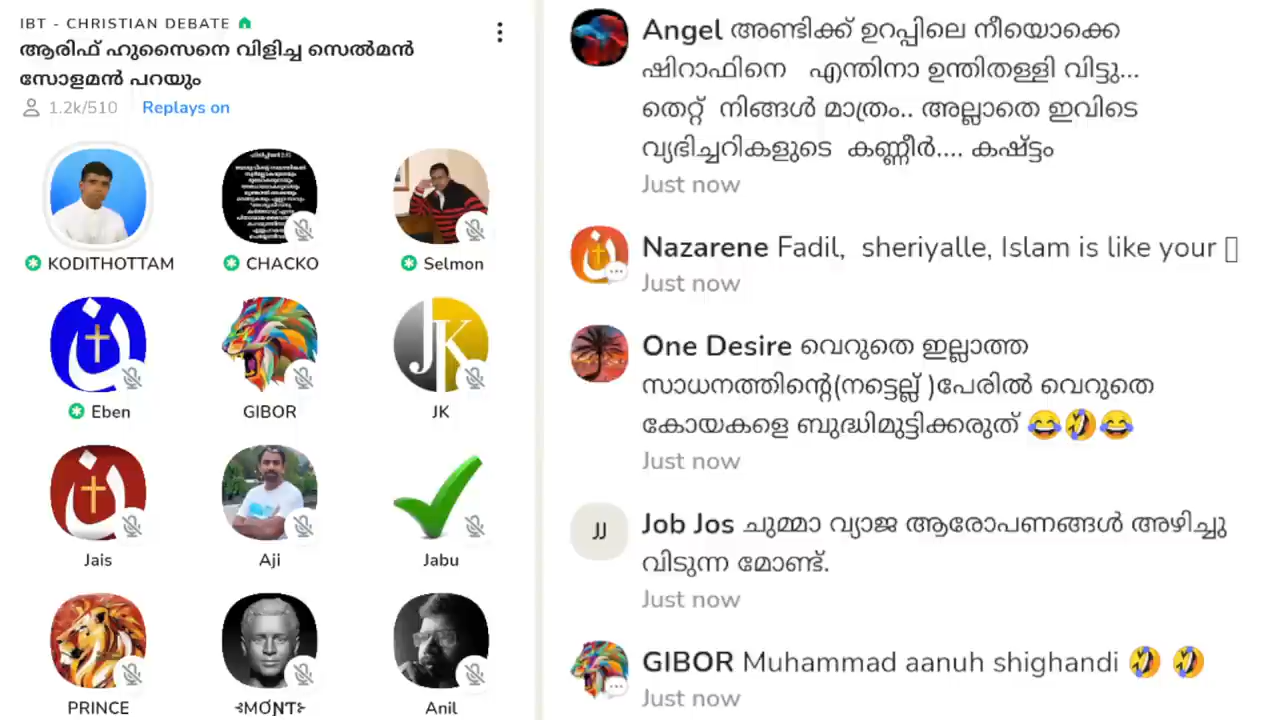 IBT - CHRISTIAN DEBATE
ആരിഫ് ഹുസൈനെ വിളിച്ച സെൽമൻ
സോളമൻ പറയും
1.2k/510 Replays on
KODITHOTTAM CHACKO Selmon
JK
Eben GIBOR JK
Jais Aji Jabu
PRINCE Anil
Angel അണ്ടിക്ക് ഉറപ്പിലെ നീയൊക്കെ
ഷിറാഫിനെ എന്തിനാ ഉന്തിതള്ളി വിട്ടു...
തെറ്റ് നിങ്ങൾ മാത്രം.. അല്ലാതെ ഇവിടെ
വ്യഭിച്ചറികളുടെ കണ്ണീർ.... കഷ്ട്ടം
Just now
Nazarene Fadil, sheriyalle, Islam is like your
Just now
One Desire വെറുതെ ഇല്ലാത്ത
സാധനത്തിന്റെ(നട്ടെല്ല് )പേരിൽ വെറുതെ
കോയകളെ ബുദ്ധിമുട്ടിക്കരുത് 😂🤣😂
Just now
JJ
Job Jos ചുമ്മാ വ്യാജ ആരോപണങ്ങൾ അഴിച്ചു
വിടുന്ന മോണ്ട്.
Just now
GIBOR Muhammad aanuh shighandi 🤣 🤣
Just now